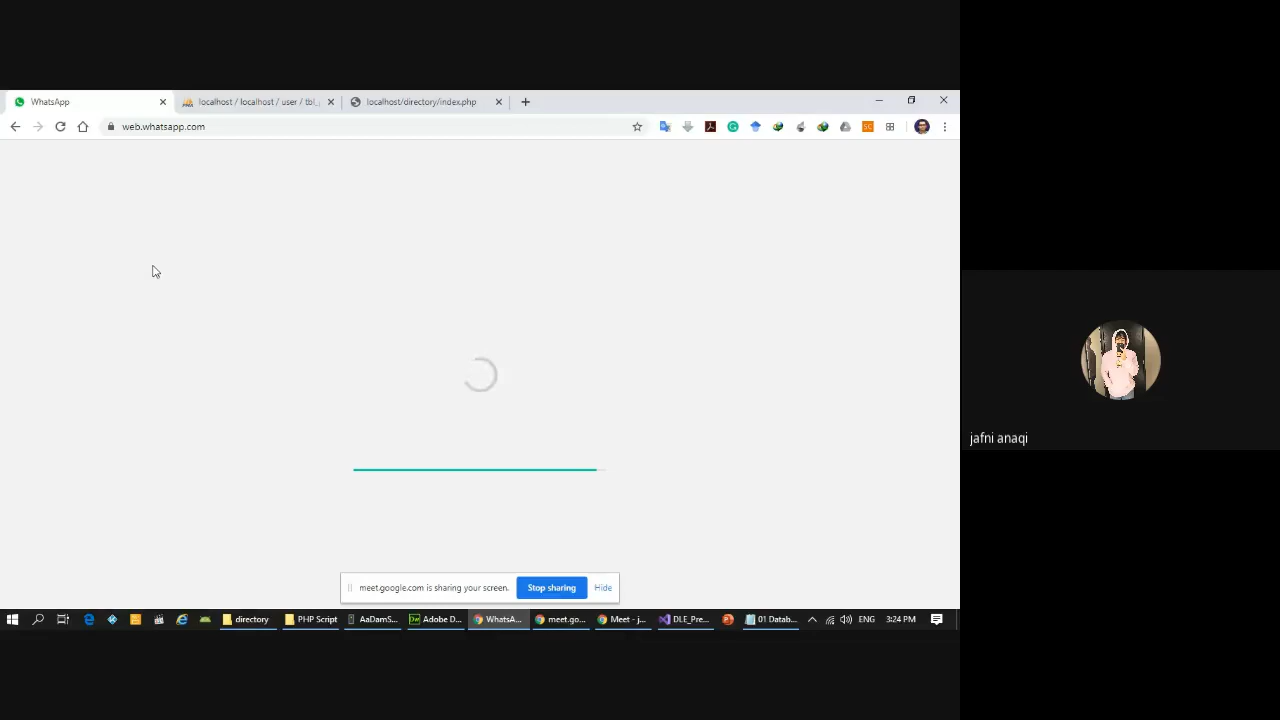 WhatsApp
localhost / localhost / user / tbl_
localhost/directory/index.php
web.whatsapp.com
SC
jafni anaqi
meet.google.com is sharing your screen.
Stop sharing
Hide
directory
PHP Script
AaDamS...
Dw
Adobe D...
WhatsA...
meet.go...
Meet - j...
DLE_Pre...
01 Datab...
ENG
3:24 PM